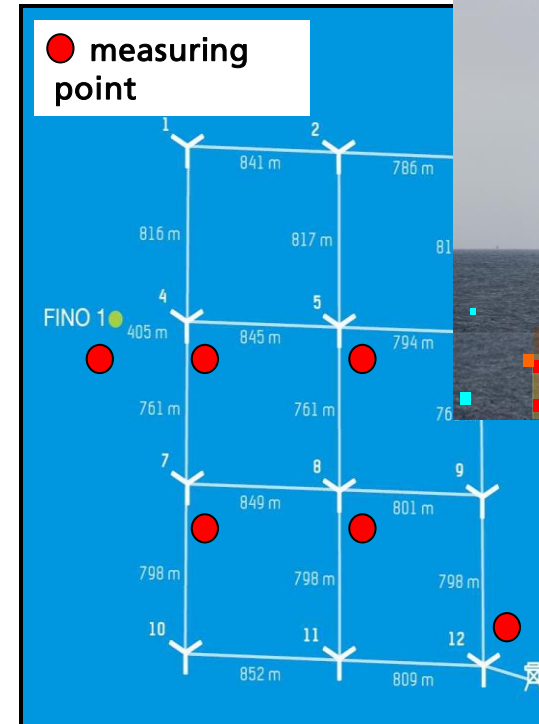 measuring
point
1
2
841 m
786 m
816 m
817 m
81
4
5
FINO 1
405 m
845 m
794 m
761 m
761 m
76
7
8
9
849 m
801 m
798 m
798 m
798 m
10
11
12
852 m
809 m